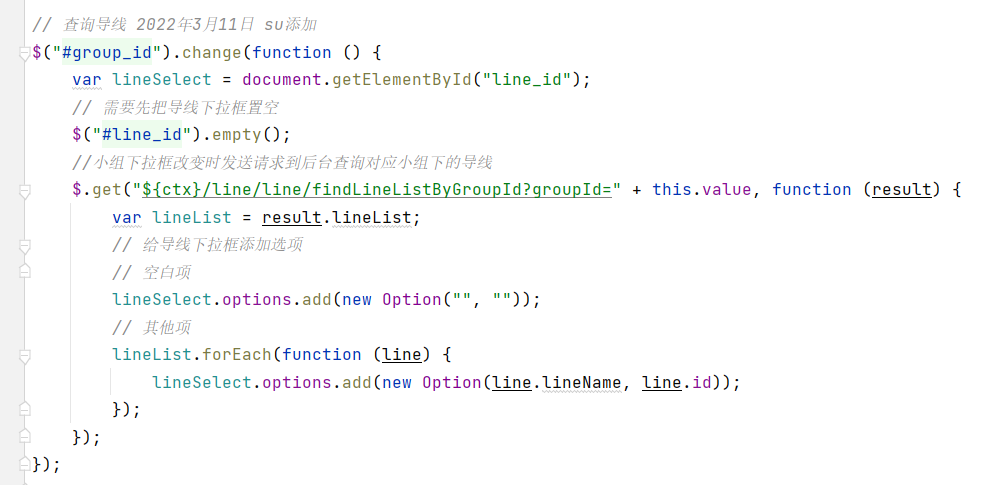 // 查询导线 2022年3月11日 su添加
$("#group_id").change(function () {
    var lineSelect = document.getElementById("line_id");
    // 需要先把导线下拉框置空
    $("#line_id").empty();
    //小组下拉框改变时发送请求到后台查询对应小组下的导线
    $.get("${ctx}/line/line/findLineListByGroupId?groupId=" + this.value, function (result) {
        var lineList = result.lineList;
        // 给导线下拉框添加选项
        // 空白项
        lineSelect.options.add(new Option("", ""));
        // 其他项
        lineList.forEach(function (line) {
            lineSelect.options.add(new Option(line.lineName, line.id));
        });
    });
});